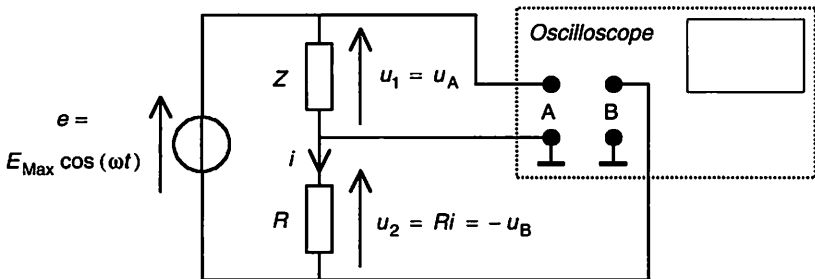 Oscilloscope
Z
u1 = uA
A
B
e =
EMax cos (ωt)
i
R
u2 = Ri = – uB